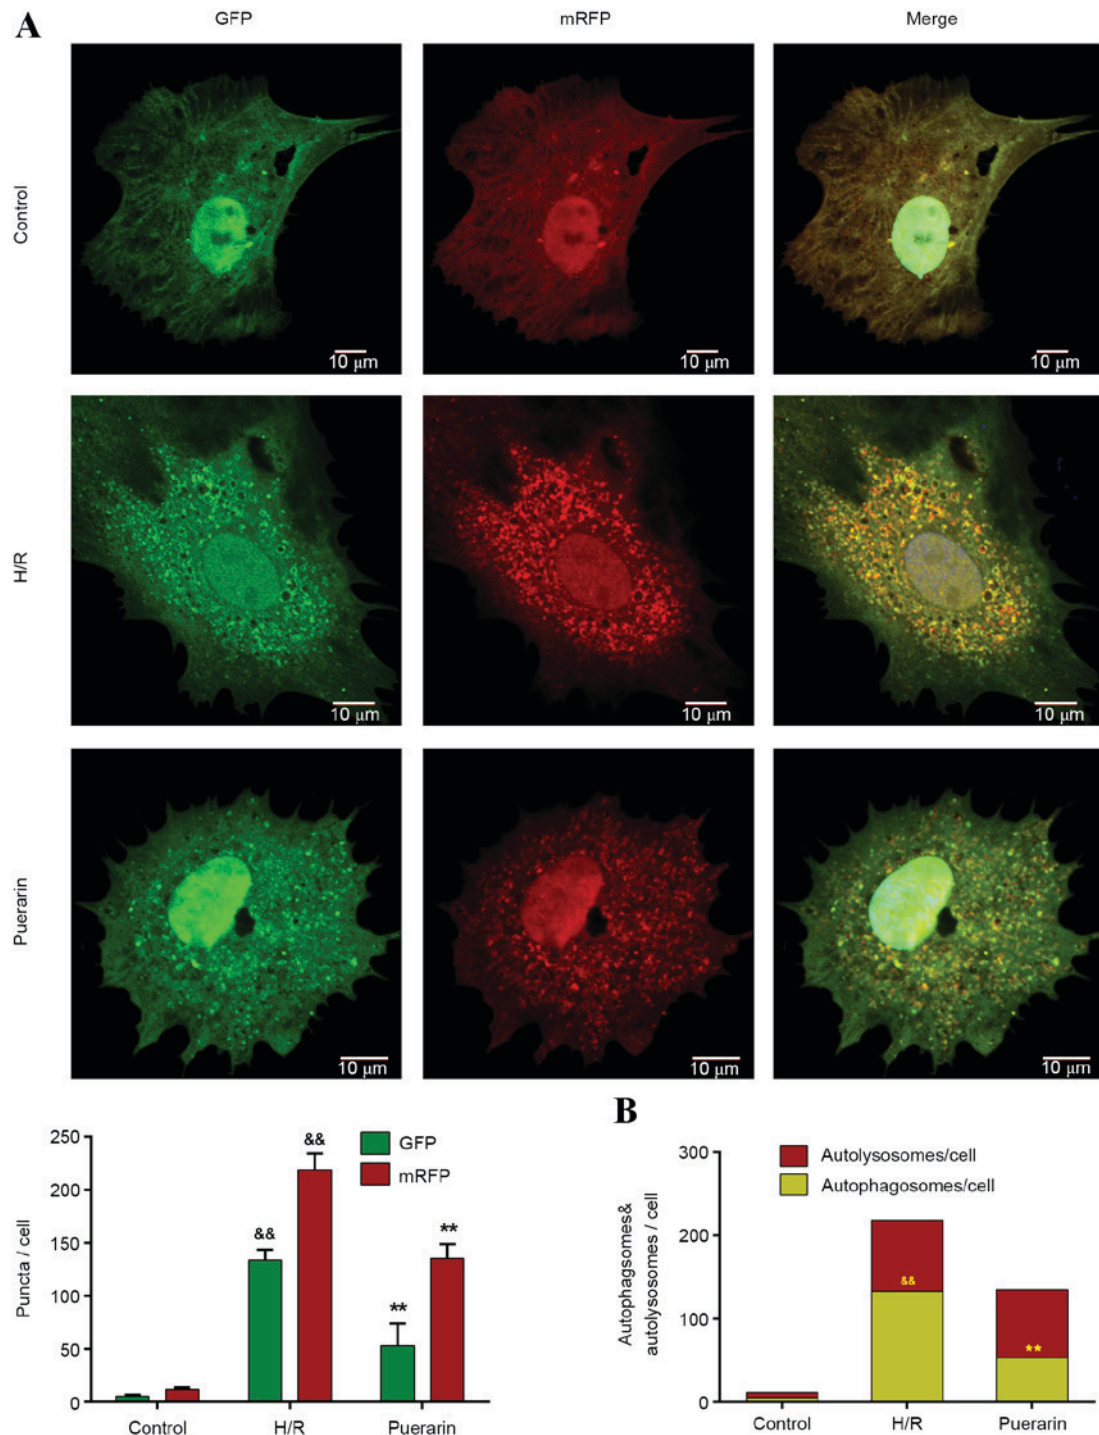 A
GFP
mRFP
Merge
Control
10 μm
10 μm
10 μm
H/R
10 μm
10 μm
10 μm
Puerarin
10 μm
10 μm
10 μm
Puncta / cell
250
200
150
100
50
0
&&
&&
**
**
GFP
mRFP
Control
H/R
Puerarin
B
Autophagsomes&
autolysosomes / cell
300
200
100
0
Autolysosomes/cell
Autophagosomes/cell
&&
**
Control
H/R
Puerarin